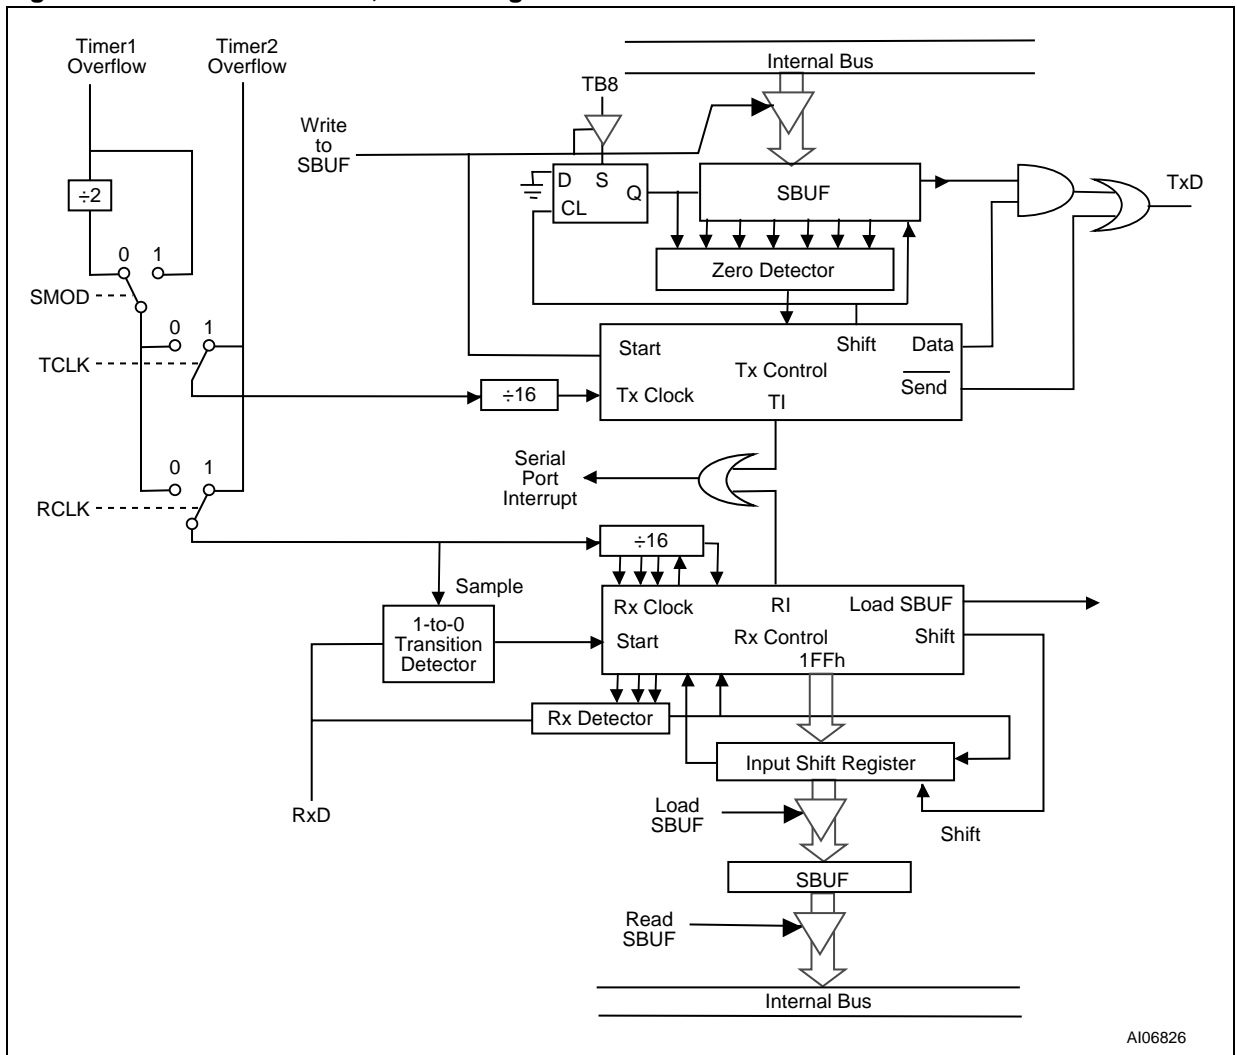 Timer1
Overflow
Timer2
Overflow
Internal Bus
TB8
Write
to
SBUF
÷2
D S
Q
CL
SBUF
TxD
Zero Detector
0 1
SMOD
0 1
TCLK
Start
Shift
Data
Tx Control
Send
Tx Clock
TI
÷16
Serial
Port
Interrupt
0 1
RCLK
÷16
Sample
1-to-0
Transition
Detector
Rx Clock
RI
Load SBUF
Start
Rx Control
Shift
1FFh
Rx Detector
Input Shift Register
RxD
Load
SBUF
Shift
SBUF
Read
SBUF
Internal Bus
AI06826